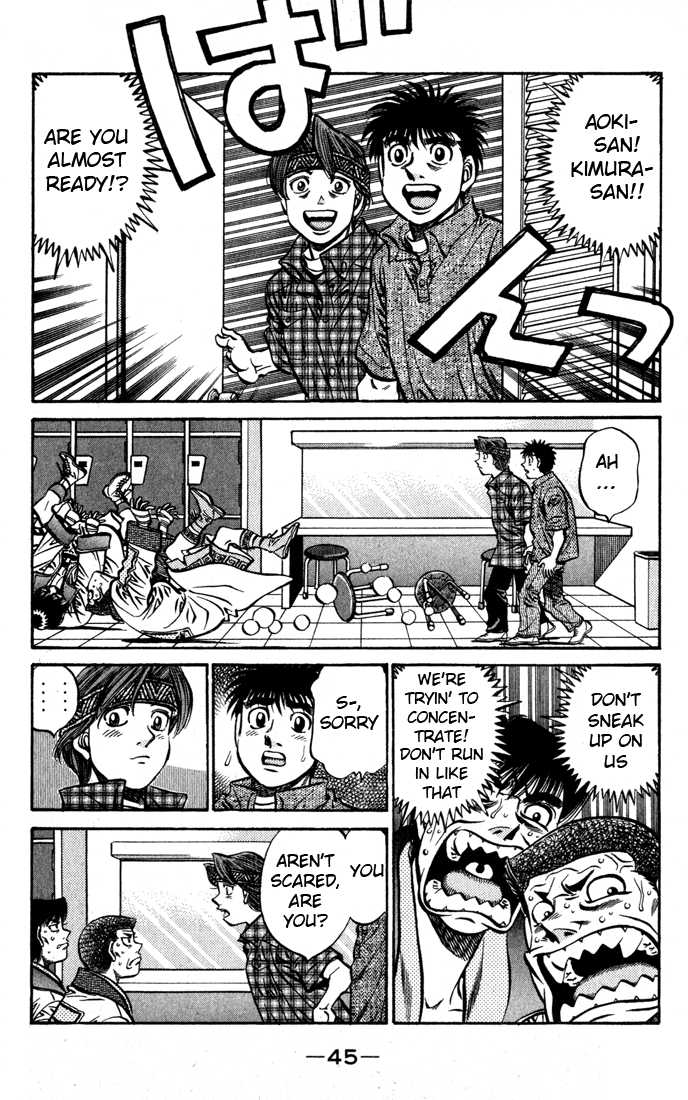 ばんっ
AOKI-
SAN!
KIMURA-
SAN!!
ARE YOU
ALMOST
READY!?
AH
...
DON'T
SNEAK
UP ON
US
WE'RE
TRYIN' TO
CONCEN-
TRATE!
DON'T RUN
IN LIKE
THAT
S-,
SORRY
......
YOU
AREN'T
SCARED,
ARE
YOU?
—45—